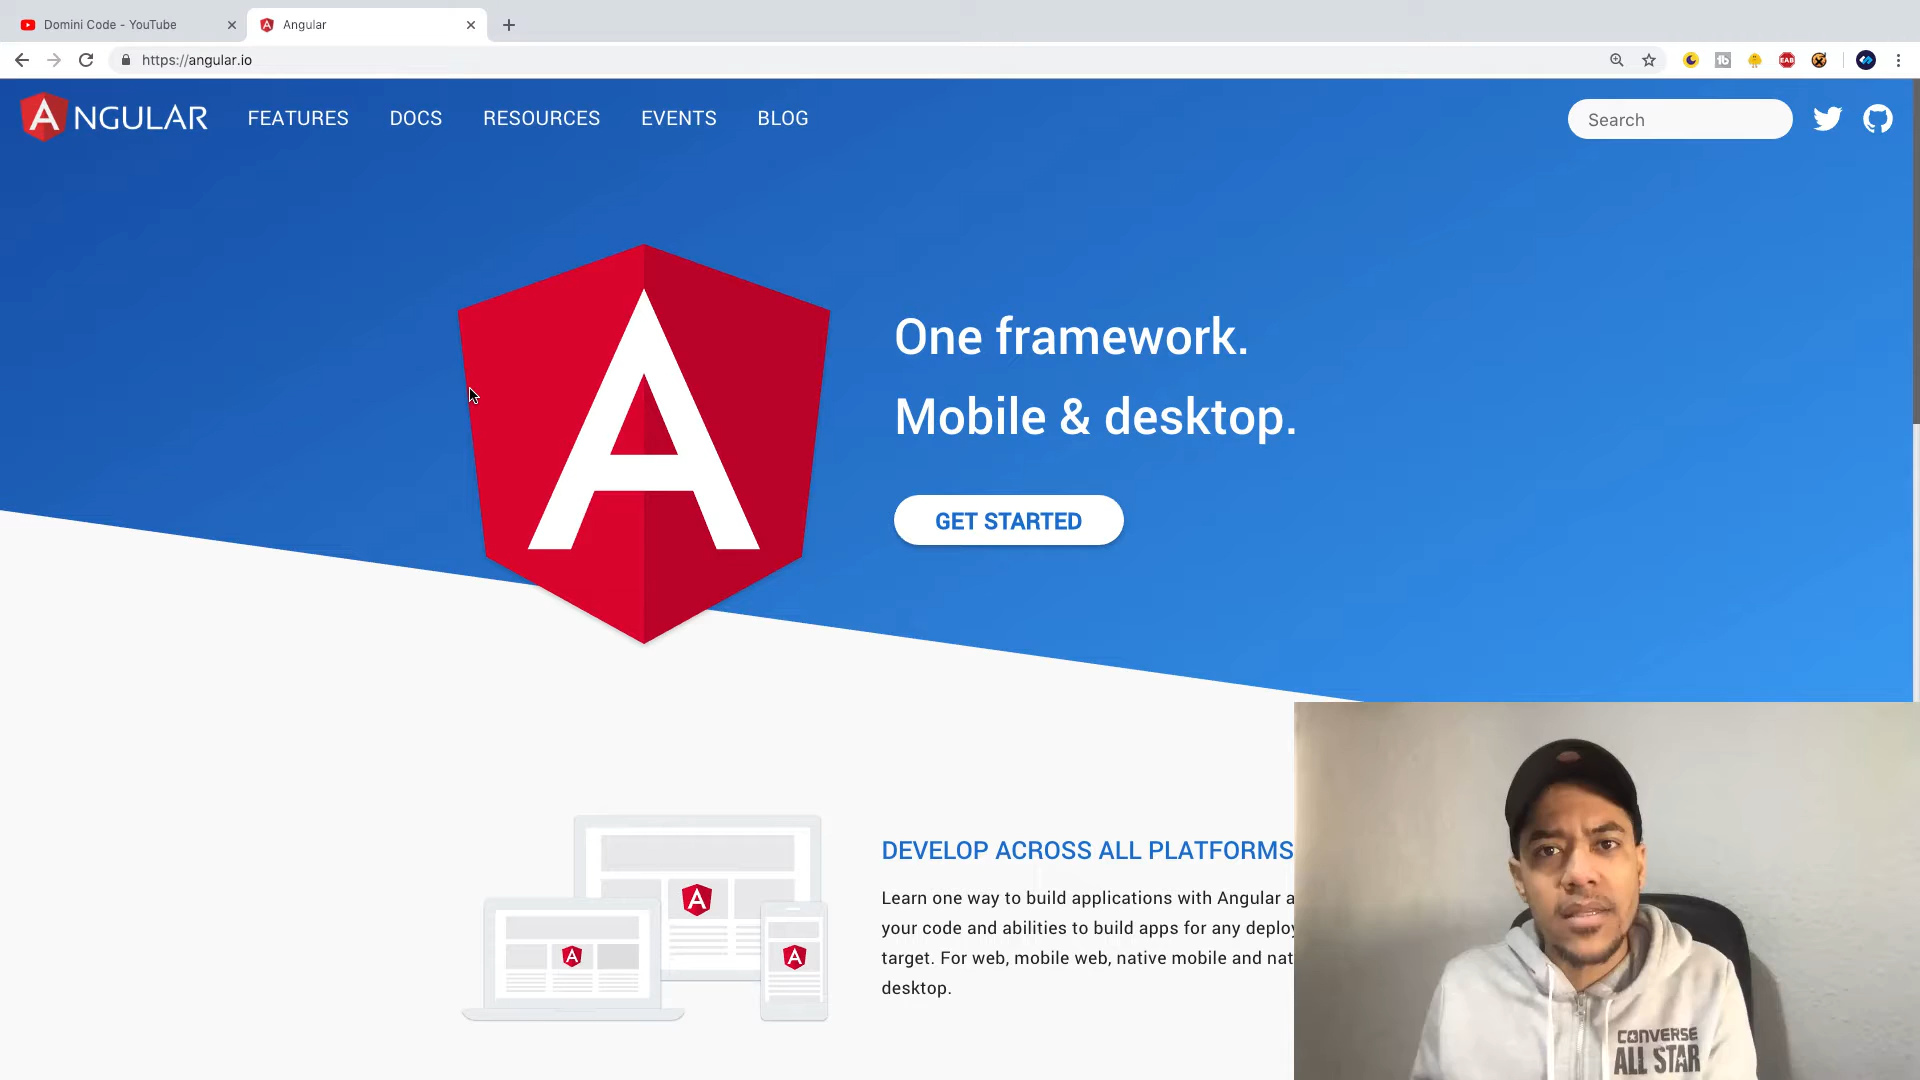 Domini Code - YouTube
Angular
https://angular.io
NGULAR
FEATURES
DOCS
RESOURCES
EVENTS
BLOG
Search
One framework.
Mobile & desktop.
GET STARTED
DEVELOP ACROSS ALL PLATFORMS
Learn one way to build applications with Angular a
your code and abilities to build apps for any deploy
target. For web, mobile web, native mobile and nat
desktop.
CONVERSE
ALL STAR